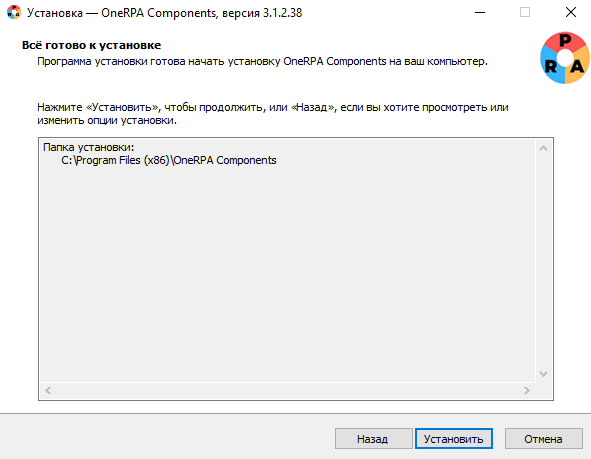 Установка — OneRPA Components, версия 3.1.2.38
Всё готово к установке
Программа установки готова начать установку OneRPA Components на ваш компьютер.
P
R A
Нажмите «Установить», чтобы продолжить, или «Назад», если вы хотите просмотреть или
изменить опции установки.
Папка установки:
C:\Program Files (x86)\OneRPA Components
Назад
Установить
Отмена